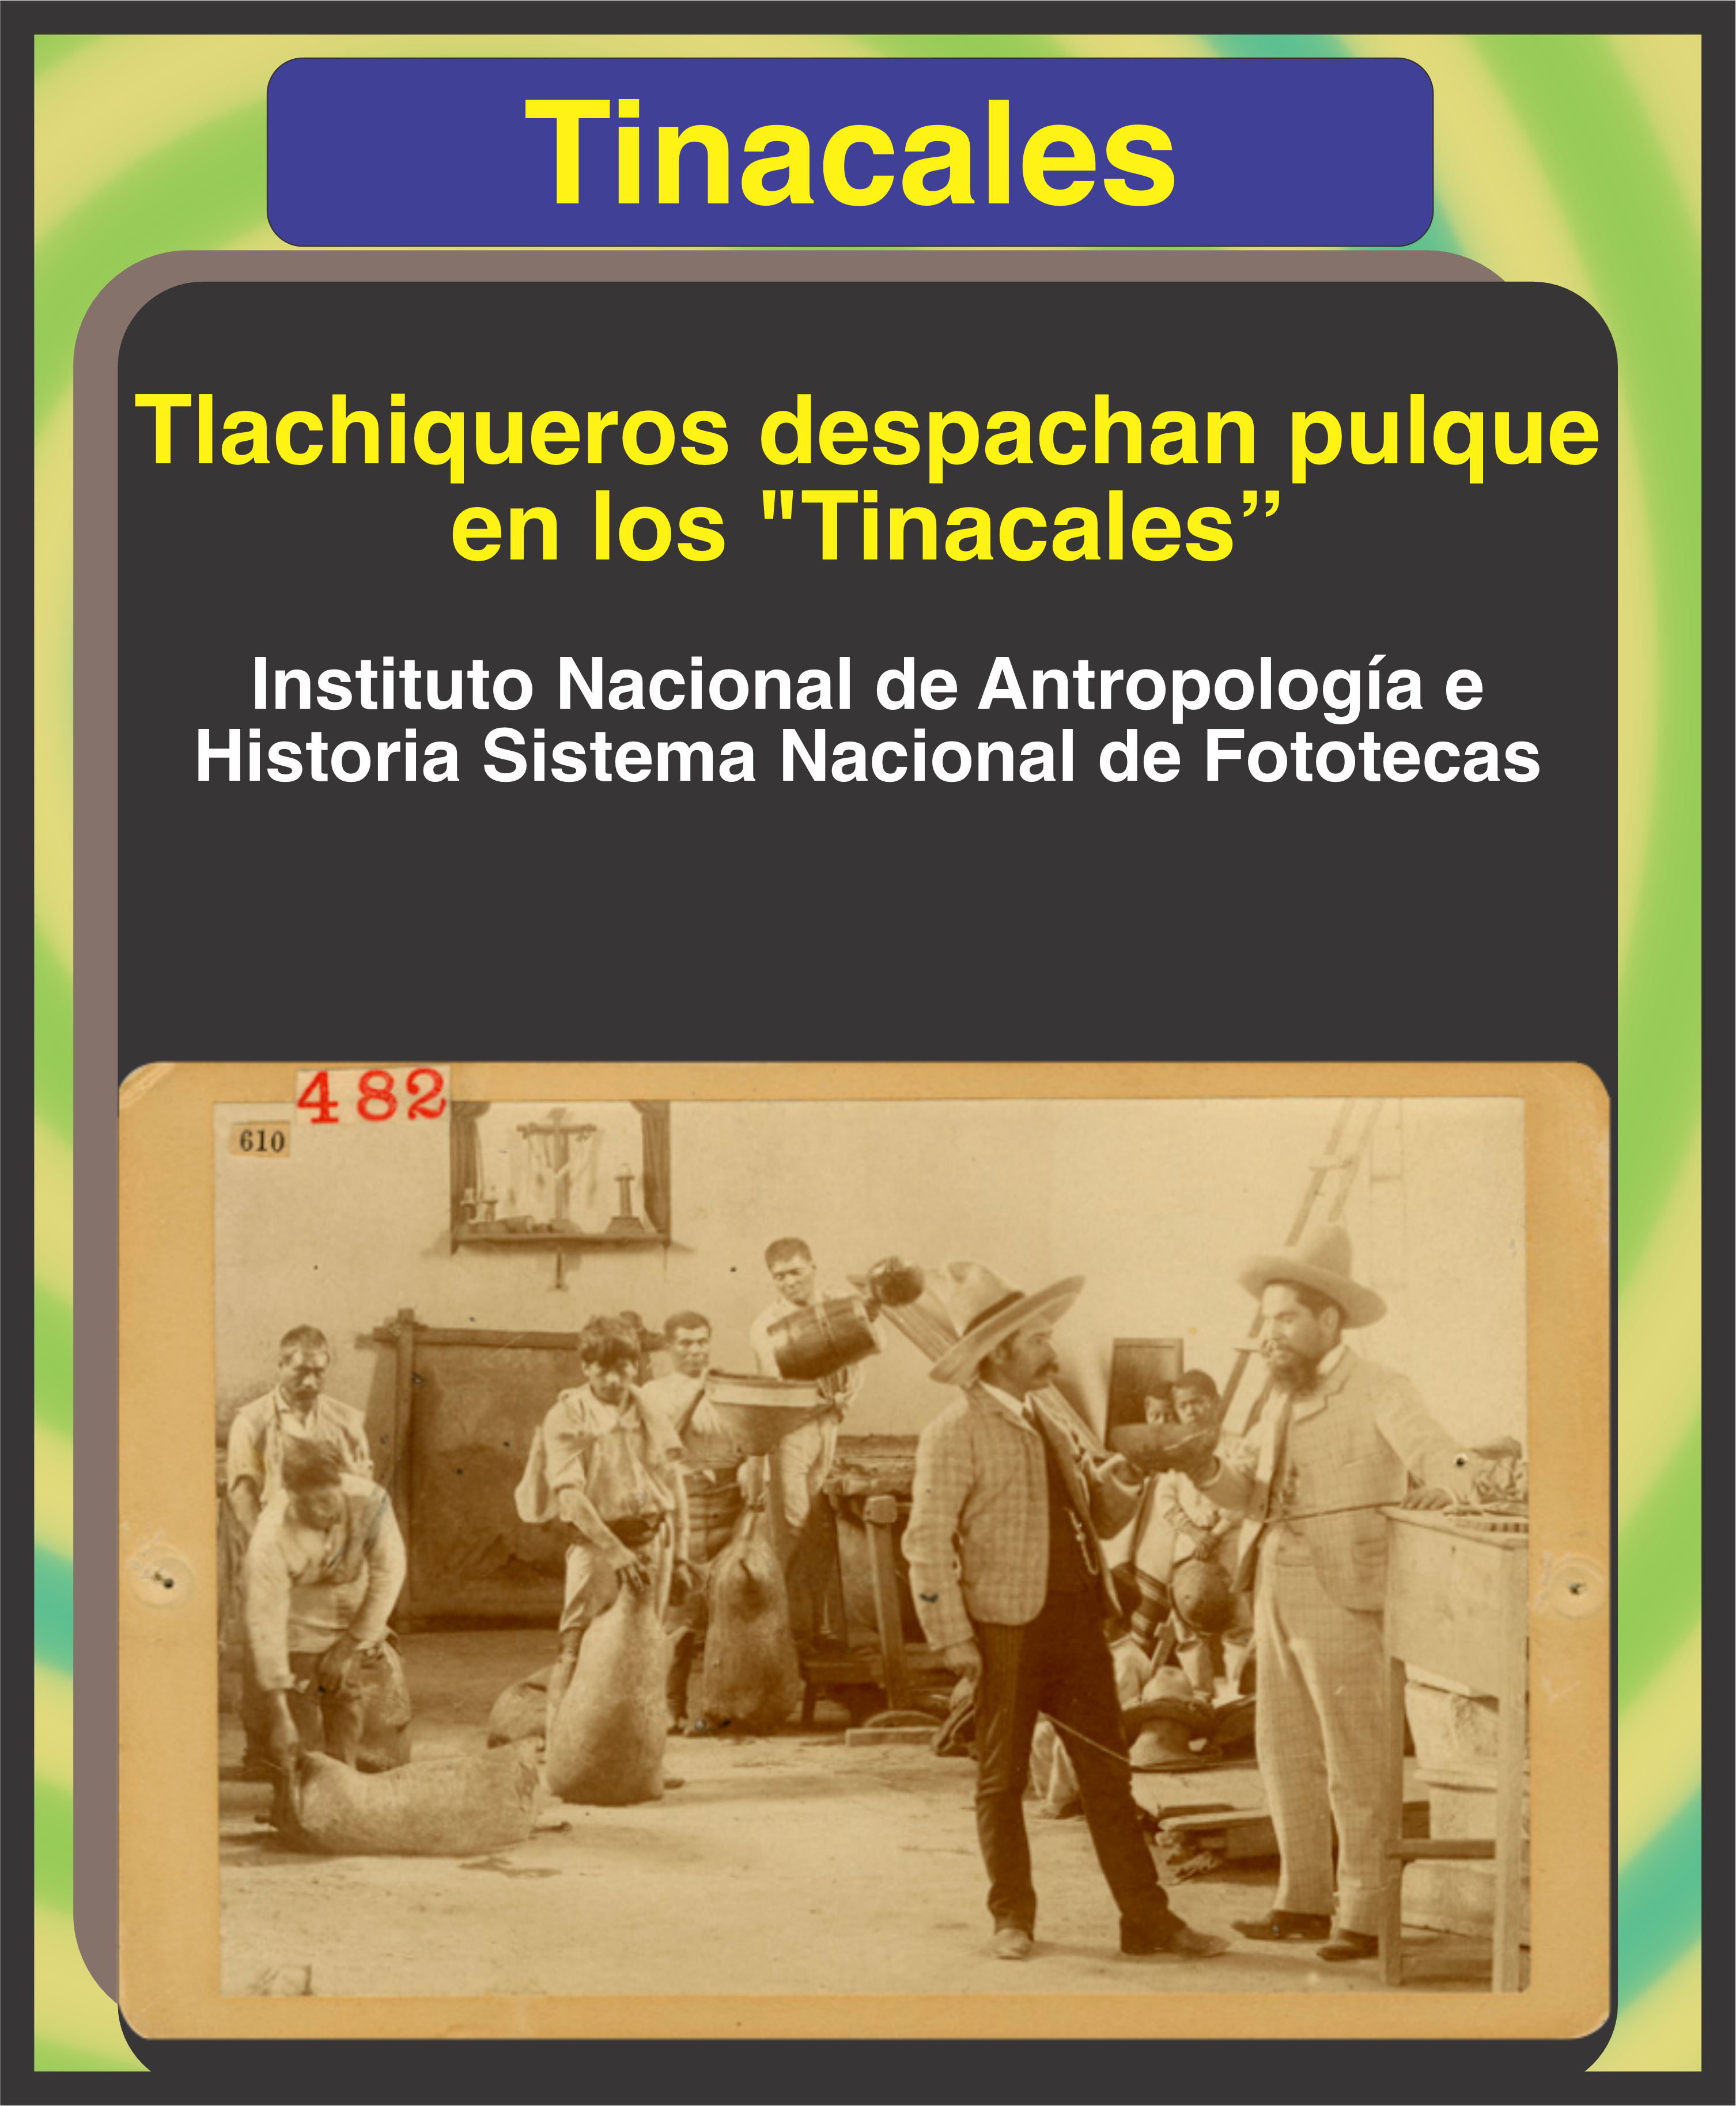 Tinacales
Tlachiqueros despachan pulque
en los "Tinacales”
Instituto Nacional de Antropología e
Historia Sistema Nacional de Fototecas
482
610